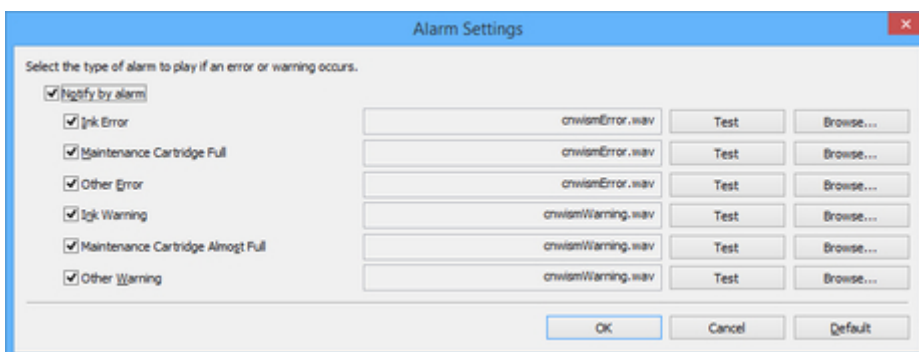 Alarm Settings
Select the type of alarm to play if an error or warning occurs.
Notify by alarm
Ink Error cnwismError.wav Test Browse...
Maintenance Cartridge Full cnwismError.wav Test Browse...
Other Error cnwismError.wav Test Browse...
Ink Warning cnwismWarning.wav Test Browse...
Maintenance Cartridge Almost Full cnwismWarning.wav Test Browse...
Other Warning cnwismWarning.wav Test Browse...
OK Cancel Default